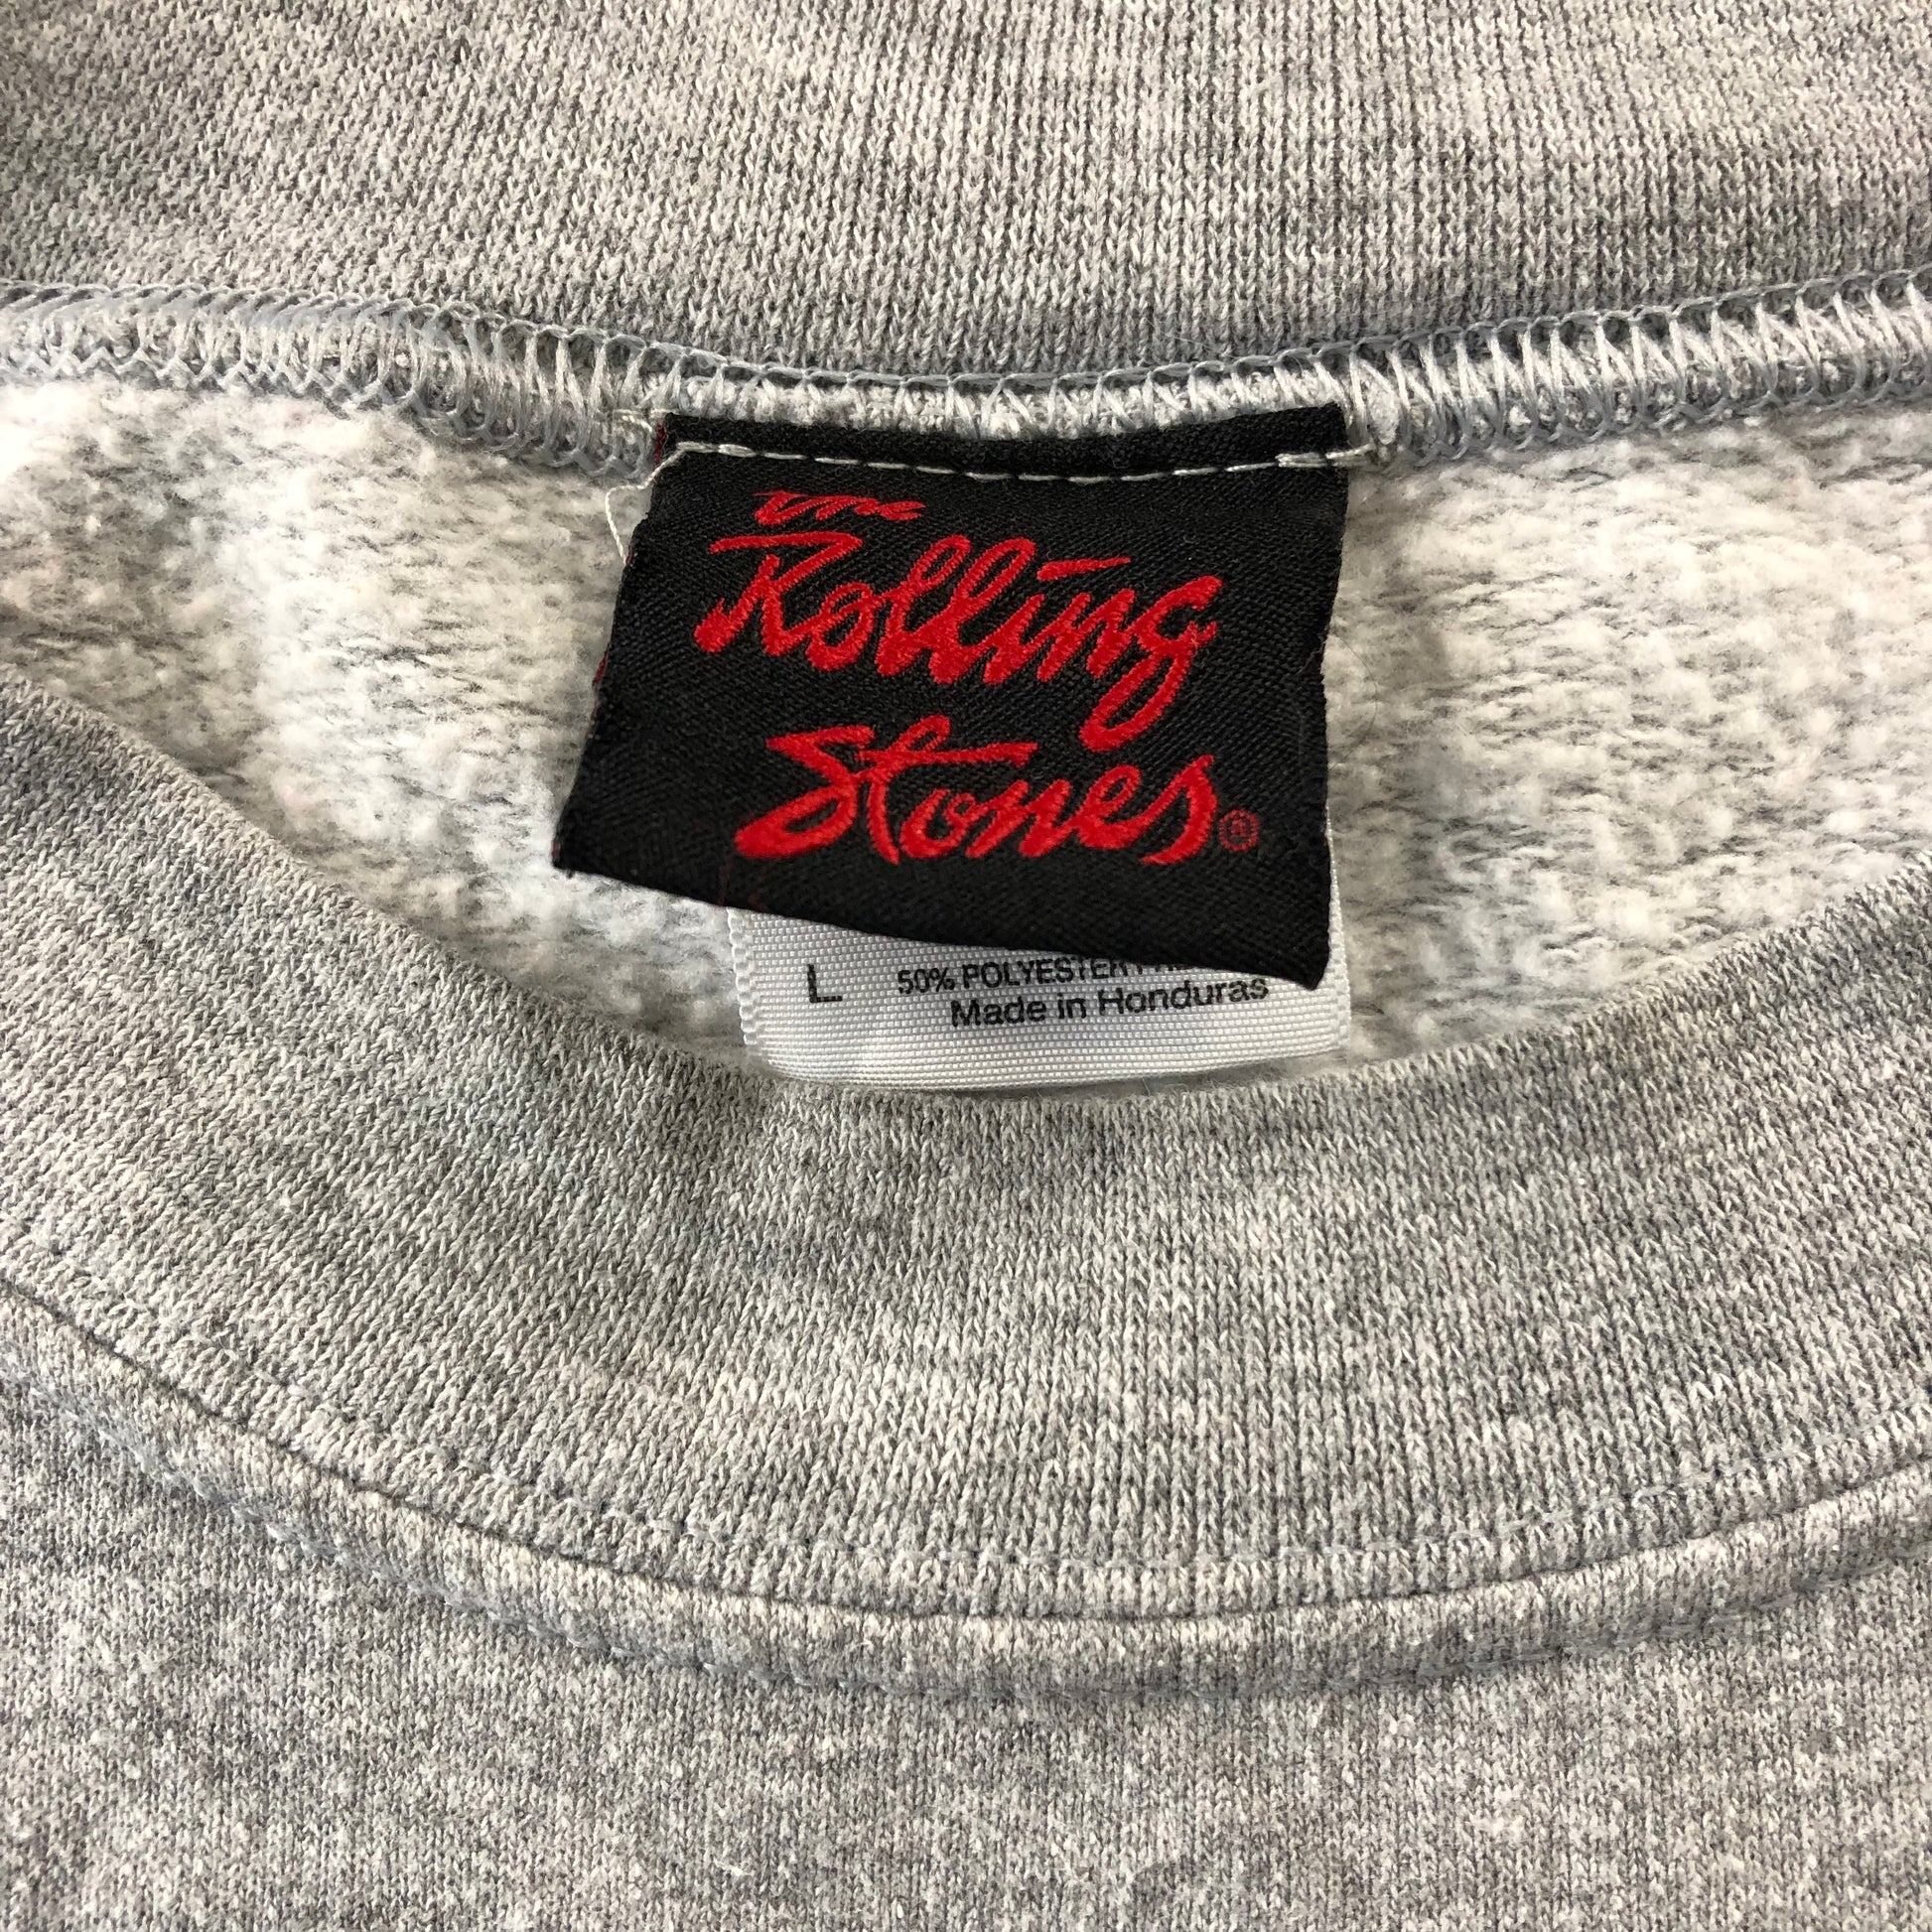 The
Rolling
Stones®
L 50% POLYESTER
Made in Honduras